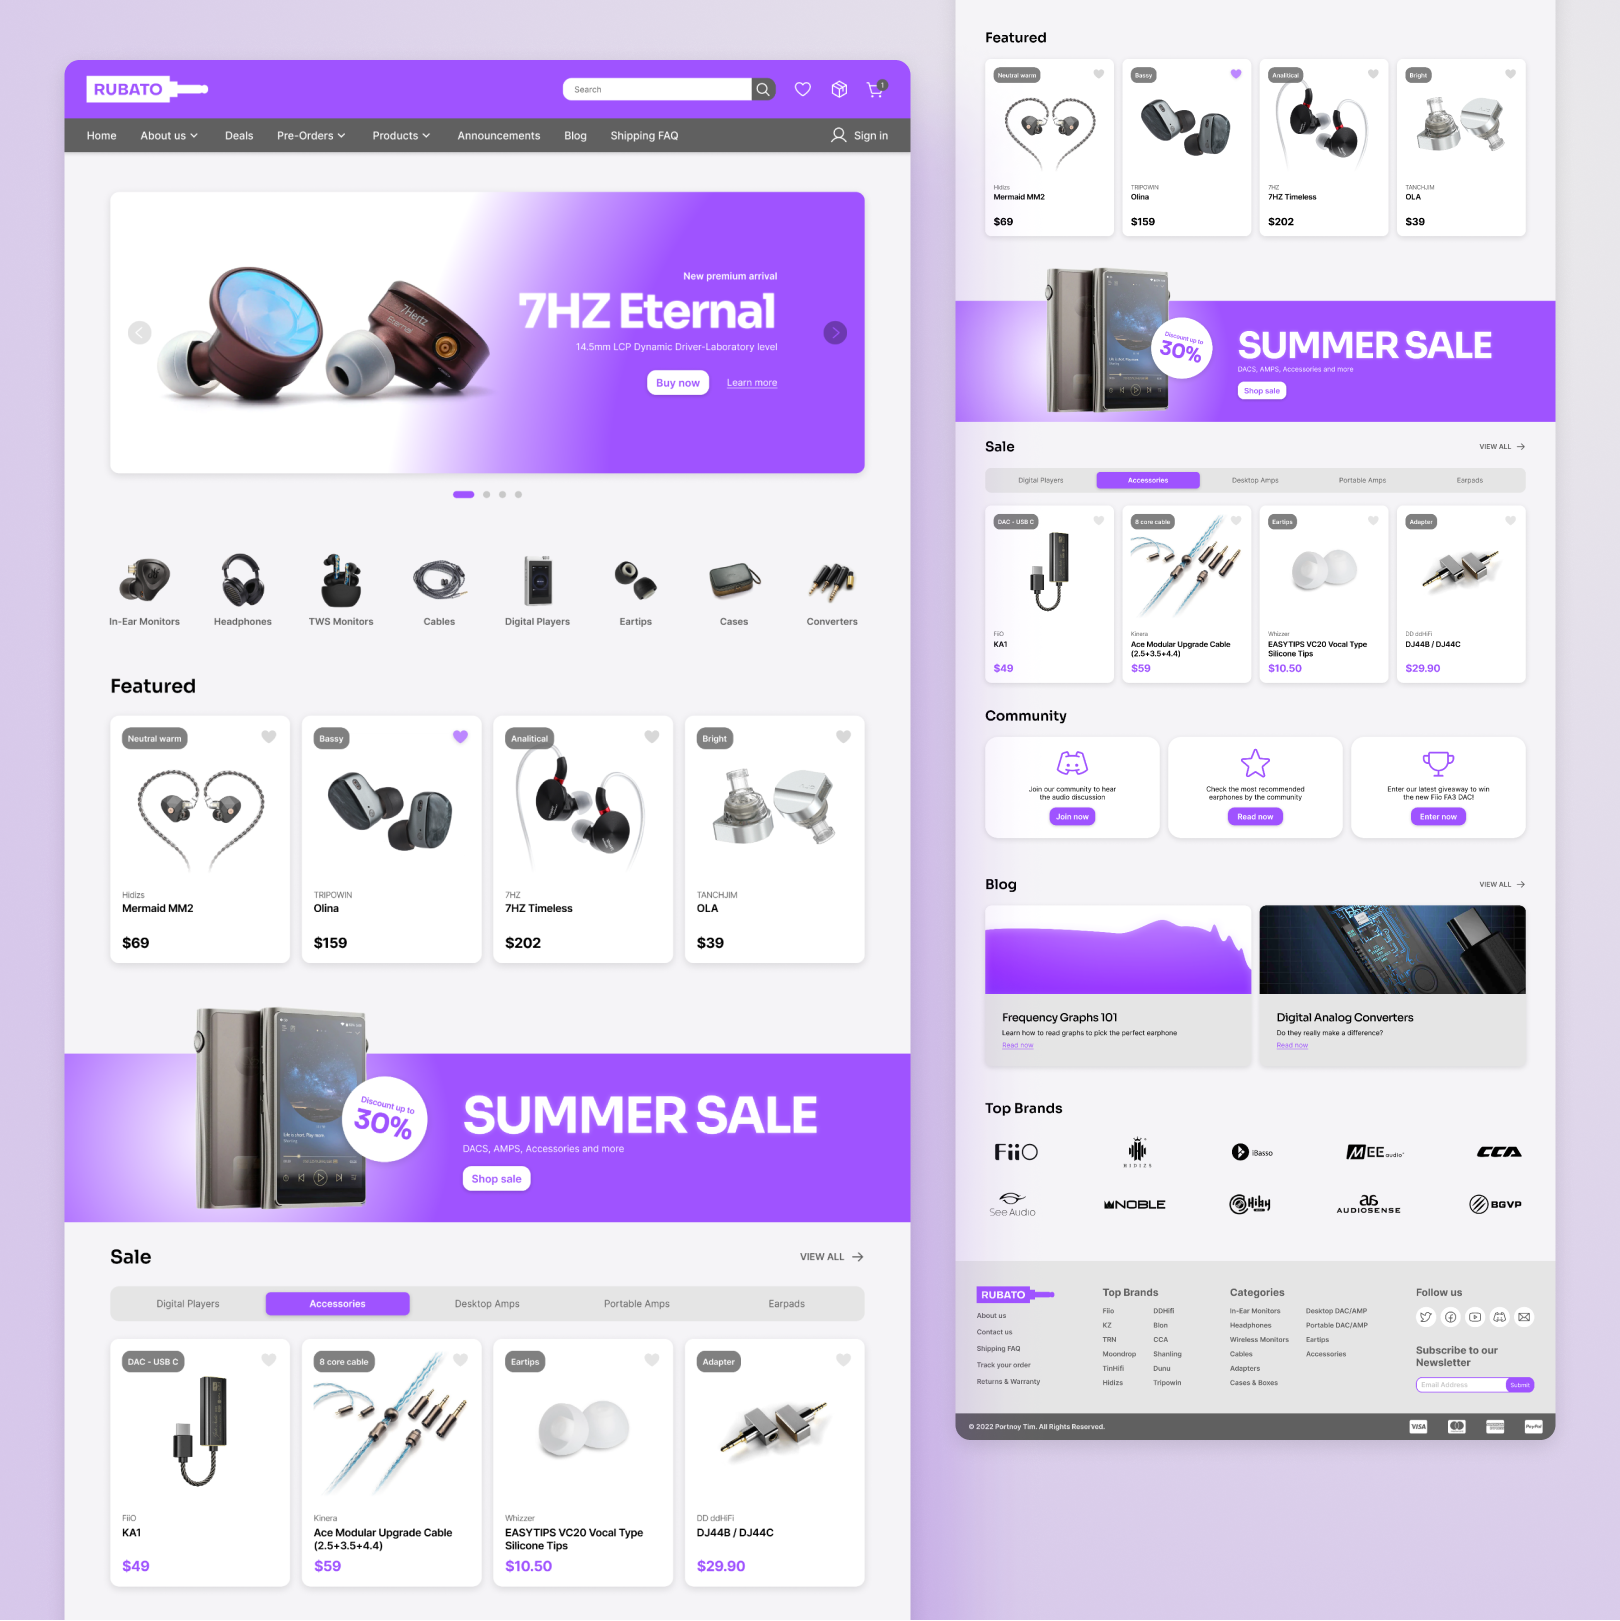 RUBATO
Search
1
Home About us Deals Pre-Orders Products Announcements Blog Shipping FAQ Sign in
7Hertz
Eternal
New premium arrival
7HZ Eternal
14.5mm LCP Dynamic Driver-Laboratory level
Buy now Learn more
In-Ear Monitors Headphones TWS Monitors Cables Digital Players Eartips Cases Converters
Featured
Neutral warm Bassy Analitical Bright
Hidizs TRIPOWIN 7HZ TANCHJIM
Mermaid MM2 Olina 7HZ Timeless OLA
$69 $159 $202 $39
Discount up to
30%
SUMMER SALE
DACS, AMPS, Accessories and more
Shop sale
Sale VIEW ALL
Digital Players Accessories Desktop Amps Portable Amps Earpads
DAC - USB C 8 core cable Eartips Adapter
FiiO Kinera Whizzer DD ddHiFi
KA1 Ace Modular Upgrade Cable EASYTIPS VC20 Vocal Type DJ44B / DJ44C
(2.5+3.5+4.4) Silicone Tips
$49 $59 $10.50 $29.90
Featured
Neutral warm Bassy Analitical Bright
Hidizs TRIPOWIN 7HZ TANCHJIM
Mermaid MM2 Olina 7HZ Timeless OLA
$69 $159 $202 $39
Discount up to
30%
SUMMER SALE
DACS, AMPS, Accessories and more
Shop sale
Sale VIEW ALL
Digital Players Accessories Desktop Amps Portable Amps Earpads
DAC - USB C 8 core cable Eartips Adapter
FiiO Kinera Whizzer DD ddHiFi
KA1 Ace Modular Upgrade Cable EASYTIPS VC20 Vocal Type DJ44B / DJ44C
(2.5+3.5+4.4) Silicone Tips
$49 $59 $10.50 $29.90
Community
Join our community to hear Check the most recommended Enter our latest giveaway to win
the audio discussion earphones by the community the new Fiio FA3 DAC!
Join now Read now Enter now
Blog VIEW ALL
Frequency Graphs 101 Digital Analog Converters
Learn how to read graphs to pick the perfect earphone Do they really make a difference?
Read now Read now
Top Brands
FiiO HIDIZS iBasso MEE audio CCA
See Audio NOBLE Hiby AUDIOSENSE BGVP
RUBATO Top Brands Categories Follow us
About us Fiio DDHifi In-Ear Monitors Desktop DAC/AMP
Contact us KZ Blon Headphones Portable DAC/AMP
Shipping FAQ TRN CCA Wireless Monitors Eartips
Track your order Moondrop Shanling Cables Accessories
Returns & Warranty TinHifi Dunu Adapters
Hidizs Tripowin Cases & Boxes
Subscribe to our
Newsletter
Email Address Submit
© 2022 Portnoy Tim. All Rights Reserved. VISA PayPal